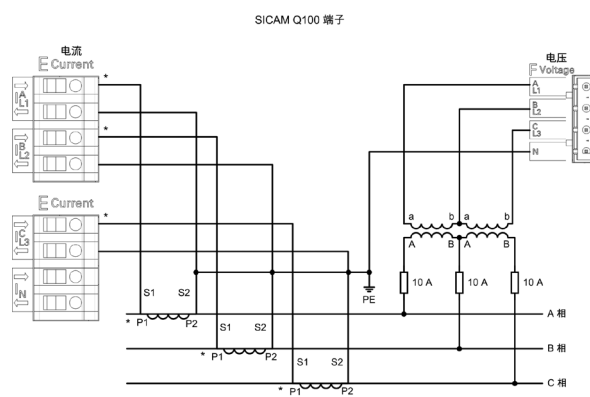 SICAM Q100 端子
电流
E Current
*
A
L1
*
B
L2
E Current
*
C
L3
N
电压
F Voltage
A
L1
B
L2
C
L3
N
a b a b
A B A B
10 A 10 A 10 A
PE
S1 S2
* P1 P2
A 相
S1 S2
* P1 P2
B 相
S1 S2
* P1 P2
C 相